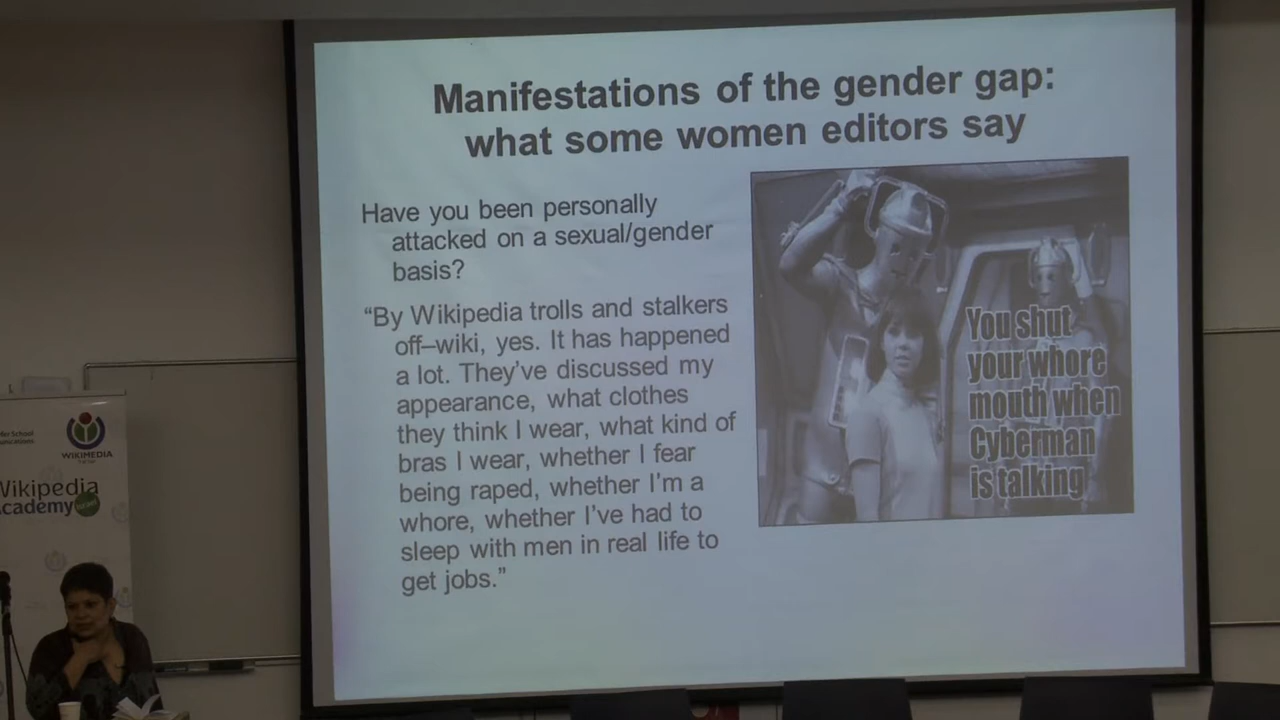 Manifestations of the gender gap:
what some women editors say
Have you been personally
attacked on a sexual/gender
basis?
“By Wikipedia trolls and stalkers
off–wiki, yes. It has happened
a lot. They’ve discussed my
appearance, what clothes
they think I wear, what kind of
bras I wear, whether I fear
being raped, whether I’m a
whore, whether I’ve had to
sleep with men in real life to
get jobs.”
You shut
your whore
mouth when
Cyberman
is talking
School
WIKIMEDIA
Wikipedia